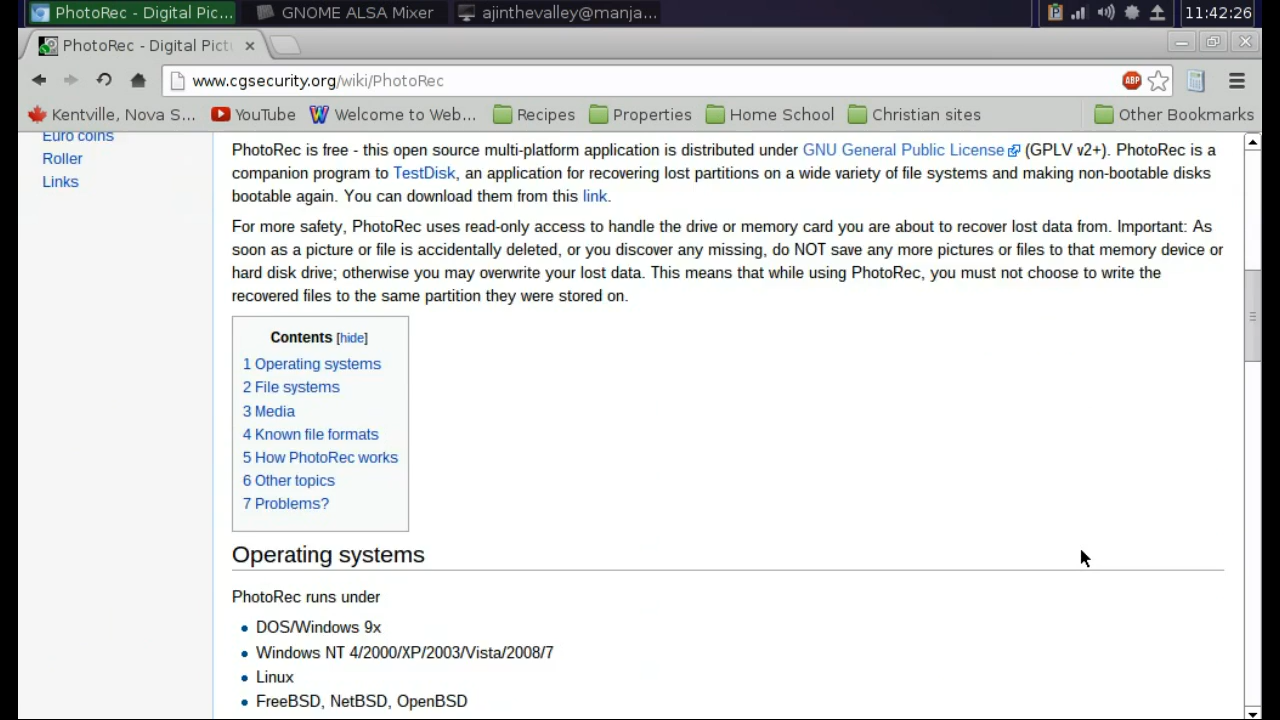 PhotoRec - Digital Pic...
GNOME ALSA Mixer
ajinthevalley@manja...
11:42:26
PhotoRec - Digital Pictu
www.cgsecurity.org/wiki/PhotoRec
ABP
Kentville, Nova S...
YouTube
Welcome to Web...
Recipes
Properties
Home School
Christian sites
Other Bookmarks
Euro coins
Roller
Links
PhotoRec is free - this open source multi-platform application is distributed under GNU General Public License (GPLV v2+). PhotoRec is a
companion program to TestDisk, an application for recovering lost partitions on a wide variety of file systems and making non-bootable disks
bootable again. You can download them from this link.
For more safety, PhotoRec uses read-only access to handle the drive or memory card you are about to recover lost data from. Important: As
soon as a picture or file is accidentally deleted, or you discover any missing, do NOT save any more pictures or files to that memory device or
hard disk drive; otherwise you may overwrite your lost data. This means that while using PhotoRec, you must not choose to write the
recovered files to the same partition they were stored on.
Contents [hide]
1 Operating systems
2 File systems
3 Media
4 Known file formats
5 How PhotoRec works
6 Other topics
7 Problems?
Operating systems
PhotoRec runs under
DOS/Windows 9x
Windows NT 4/2000/XP/2003/Vista/2008/7
Linux
FreeBSD, NetBSD, OpenBSD